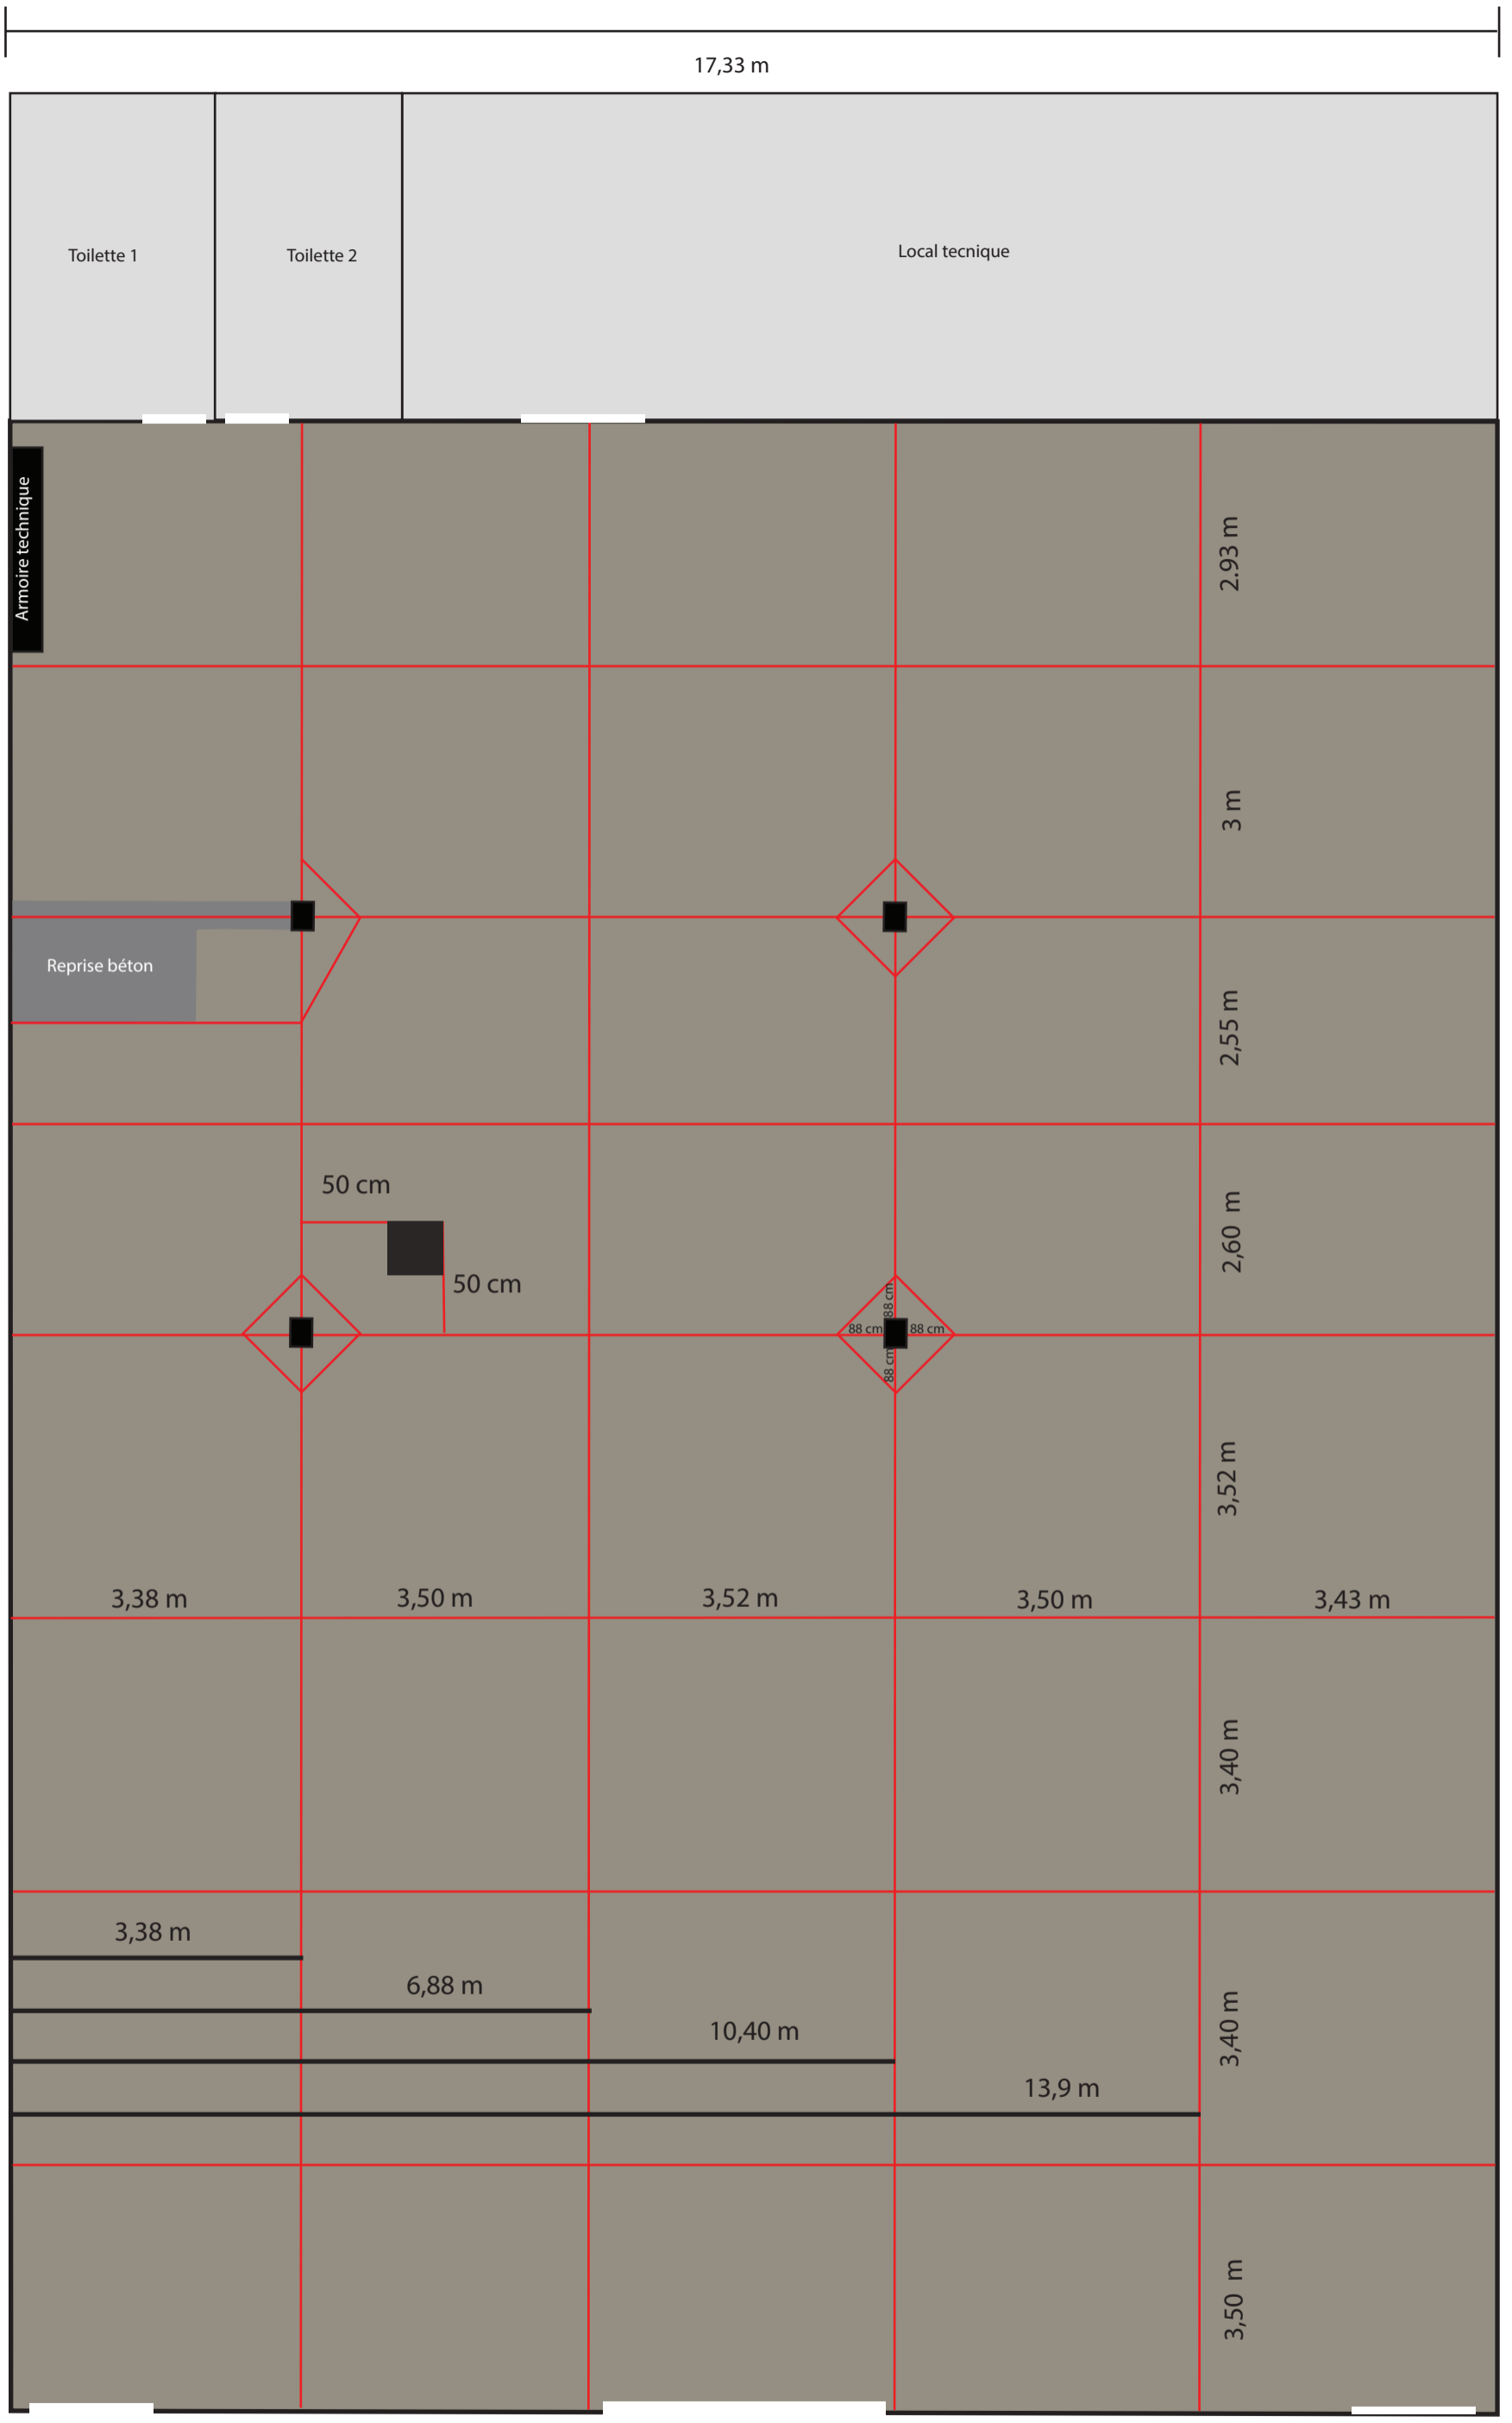 17,33 m
Toilette 1
Toilette 2
Local tecnique
Armoire technique
2.93 m
3 m
Reprise béton
2,55 m
50 cm
2,60 m
50 cm
88 cm
88 cm
88 cm
88 cm
3,52 m
3,38 m
3,50 m
3,52 m
3,50 m
3,43 m
3,40 m
3,38 m
6,88 m
10,40 m
3,40 m
13,9 m
3,50 m